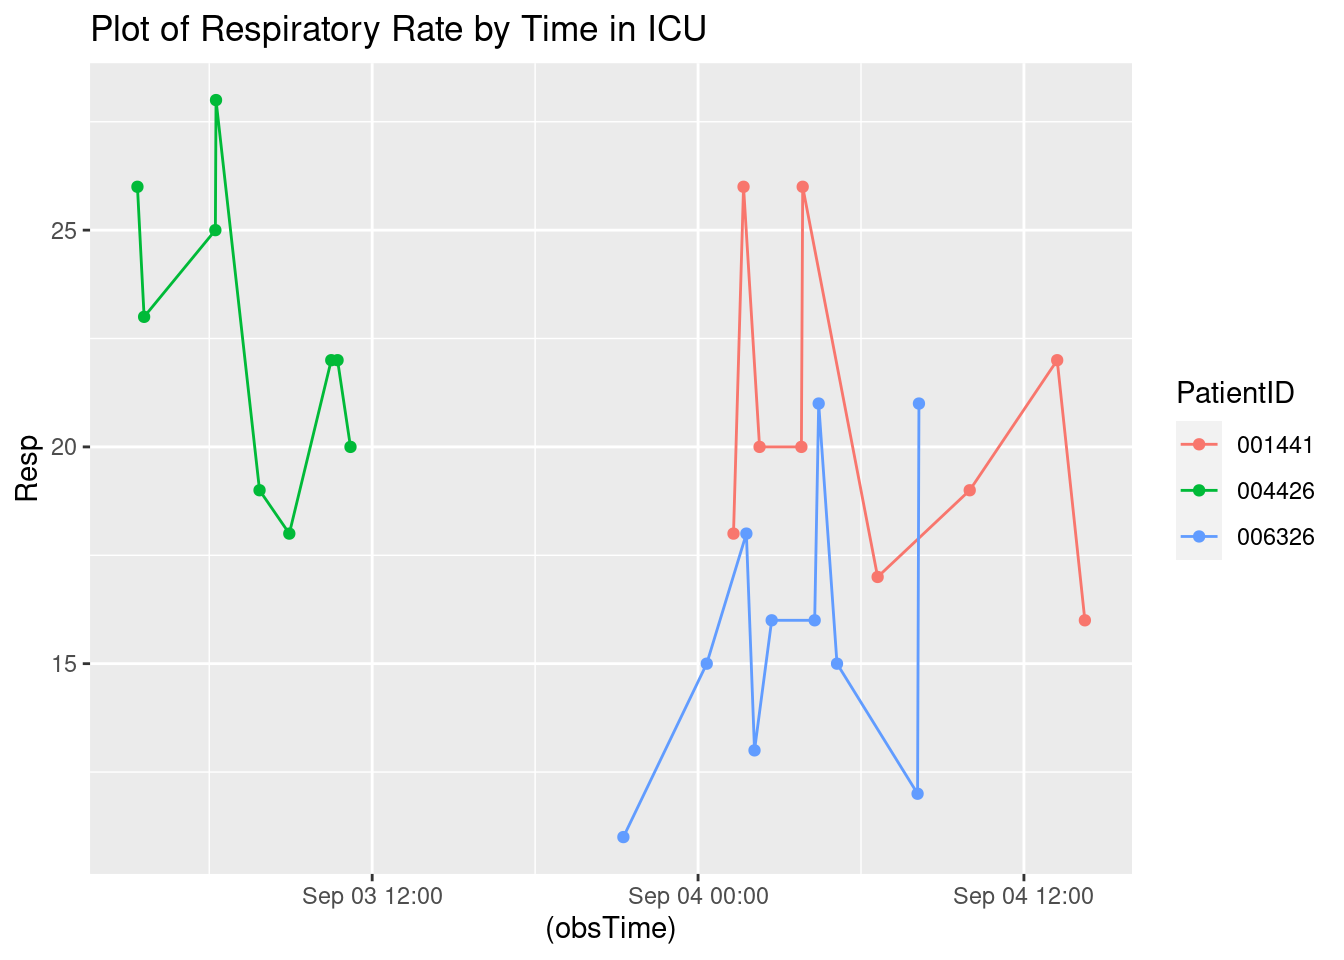 Plot of Respiratory Rate by Time in ICU
25
20
15
Resp
Sep 03 12:00
Sep 04 00:00
Sep 04 12:00
(obsTime)
PatientID
001441
004426
006326